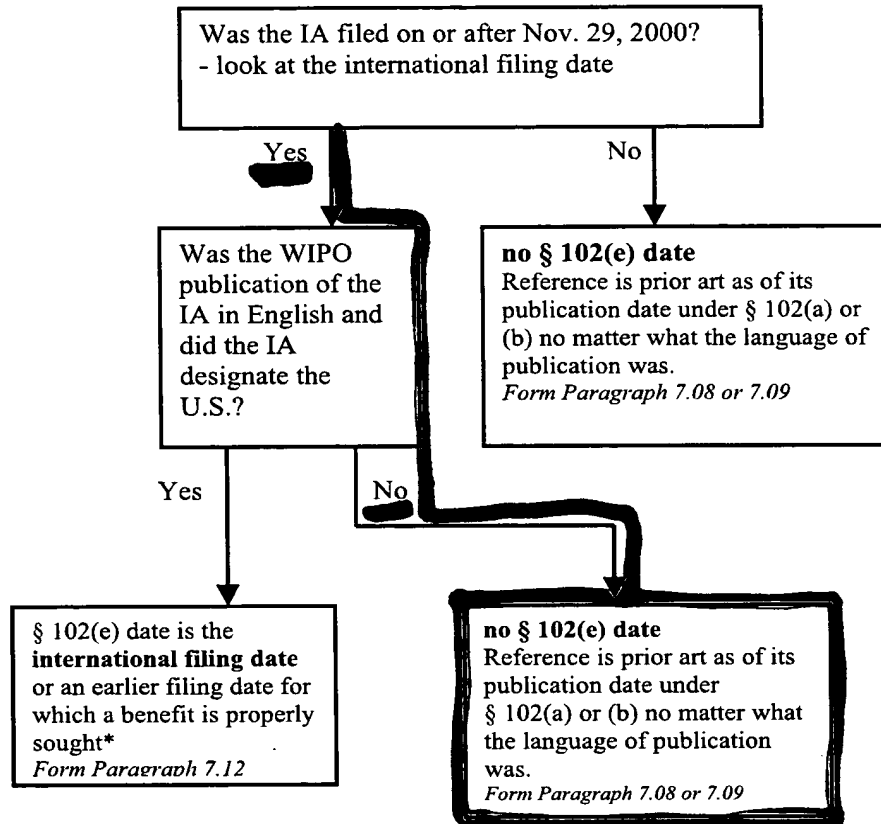 Was the IA filed on or after Nov. 29, 2000?
- look at the international filing date
Yes
No
Was the WIPO
publication of the
IA in English and
did the IA
designate the
U.S.?
no § 102(e) date
Reference is prior art as of its
publication date under § 102(a) or
(b) no matter what the language of
publication was.
Form Paragraph 7.08 or 7.09
Yes
No
§ 102(e) date is the
international filing date
or an earlier filing date for
which a benefit is properly
sought*
Form Paragraph 7.12
no § 102(e) date
Reference is prior art as of its
publication date under
§ 102(a) or (b) no matter what
the language of publication
was.
Form Paragraph 7.08 or 7.09